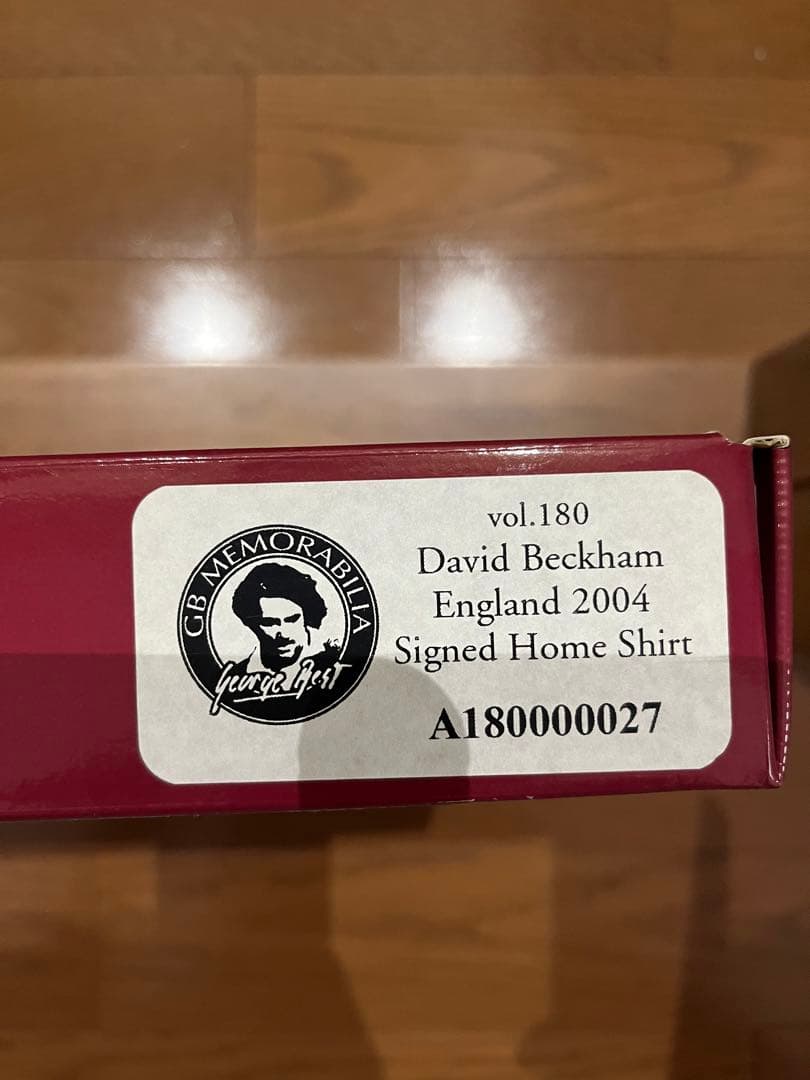 GB MEMORABILIA
George Best
vol.180
David Beckham
England 2004
Signed Home Shirt
A180000027